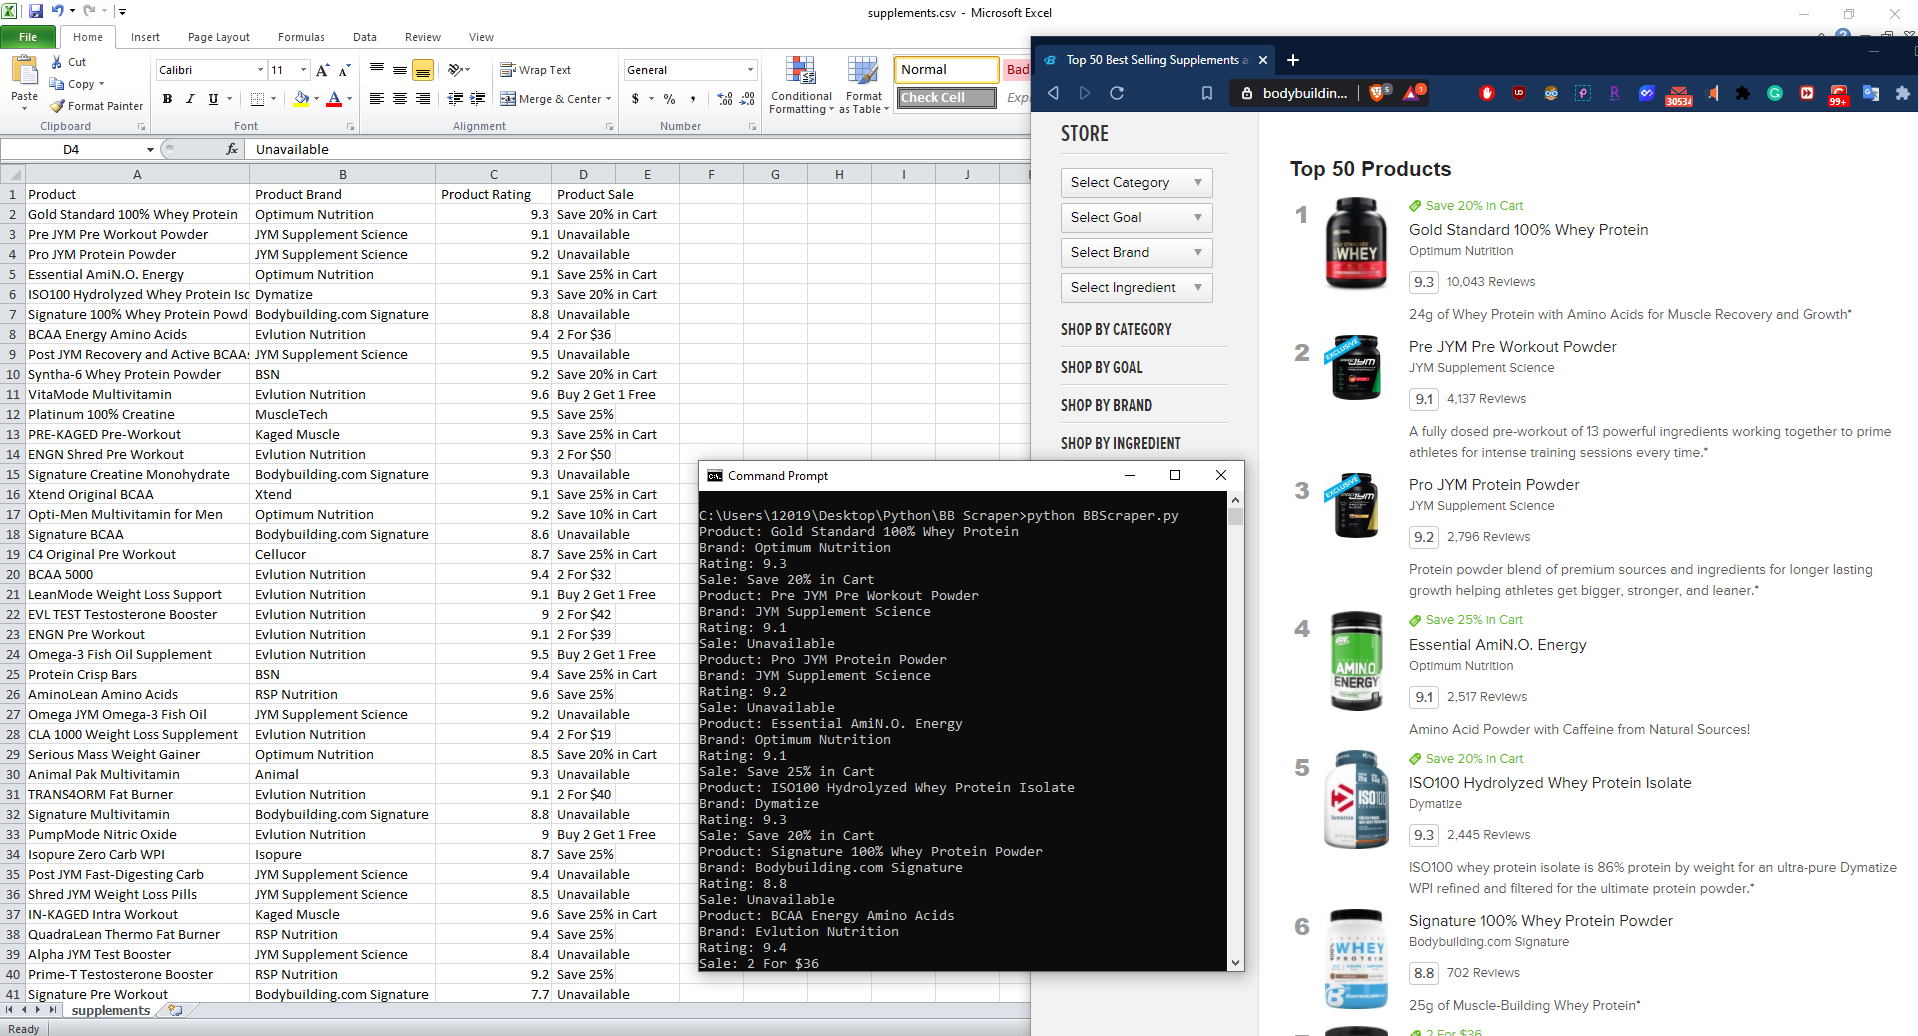 supplements.csv - Microsoft Excel
File Home Insert Page Layout Formulas Data Review View
Paste
Cut
Copy
Format Painter
Clipboard
Calibri 11
B I U
Font
Wrap Text
Merge & Center
Alignment
General
$ % ,
Number
Conditional Formatting
Format as Table
Normal Bad
Check Cell
D4 fx Unavailable
A B C D E F G H I J
1 Product Product Brand Product Rating Product Sale
2 Gold Standard 100% Whey Protein Optimum Nutrition 9.3 Save 20% in Cart
3 Pre JYM Pre Workout Powder JYM Supplement Science 9.1 Unavailable
4 Pro JYM Protein Powder JYM Supplement Science 9.2 Unavailable
5 Essential AmiN.O. Energy Optimum Nutrition 9.1 Save 25% in Cart
6 ISO100 Hydrolyzed Whey Protein Iso Dymatize 9.3 Save 20% in Cart
7 Signature 100% Whey Protein Powd Bodybuilding.com Signature 8.8 Unavailable
8 BCAA Energy Amino Acids Evlution Nutrition 9.4 2 For $36
9 Post JYM Recovery and Active BCAAs JYM Supplement Science 9.5 Unavailable
10 Syntha-6 Whey Protein Powder BSN 9.2 Save 20% in Cart
11 VitaMode Multivitamin Evlution Nutrition 9.6 Buy 2 Get 1 Free
12 Platinum 100% Creatine MuscleTech 9.5 Save 25%
13 PRE-KAGED Pre-Workout Kaged Muscle 9.3 Save 25% in Cart
14 ENGN Shred Pre Workout Evlution Nutrition 9.3 2 For $50
15 Signature Creatine Monohydrate Bodybuilding.com Signature 9.3 Unavailable
16 Xtend Original BCAA Xtend 9.1 Save 25% in Cart
17 Opti-Men Multivitamin for Men Optimum Nutrition 9.2 Save 10% in Cart
18 Signature BCAA Bodybuilding.com Signature 8.6 Unavailable
19 C4 Original Pre Workout Cellucor 8.7 Save 25% in Cart
20 BCAA 5000 Evlution Nutrition 9.4 2 For $32
21 LeanMode Weight Loss Support Evlution Nutrition 9.1 Buy 2 Get 1 Free
22 EVL TEST Testosterone Booster Evlution Nutrition 9 2 For $42
23 ENGN Pre Workout Evlution Nutrition 9.1 2 For $39
24 Omega-3 Fish Oil Supplement Evlution Nutrition 9.5 Buy 2 Get 1 Free
25 Protein Crisp Bars BSN 9.4 Save 25% in Cart
26 AminoLean Amino Acids RSP Nutrition 9.6 Save 25%
27 Omega JYM Omega-3 Fish Oil JYM Supplement Science 9.2 Unavailable
28 CLA 1000 Weight Loss Supplement Evlution Nutrition 9.4 2 For $19
29 Serious Mass Weight Gainer Optimum Nutrition 8.5 Save 20% in Cart
30 Animal Pak Multivitamin Animal 9.3 Unavailable
31 TRANS4ORM Fat Burner Evlution Nutrition 9.1 2 For $40
32 Signature Multivitamin Bodybuilding.com Signature 8.8 Unavailable
33 PumpMode Nitric Oxide Evlution Nutrition 9 Buy 2 Get 1 Free
34 Isopure Zero Carb WPI Isopure 8.7 Save 25%
35 Post JYM Fast-Digesting Carb JYM Supplement Science 9.4 Unavailable
36 Shred JYM Weight Loss Pills JYM Supplement Science 8.5 Unavailable
37 IN-KAGED Intra Workout Kaged Muscle 9.6 Save 25% in Cart
38 QuadraLean Thermo Fat Burner RSP Nutrition 9.4 Save 25%
39 Alpha JYM Test Booster JYM Supplement Science 8.4 Unavailable
40 Prime-T Testosterone Booster RSP Nutrition 9.2 Save 25%
41 Signature Pre Workout Bodybuilding.com Signature 7.7 Unavailable
supplements
Ready
Command Prompt
C:\Users\12019\Desktop\Python\BB Scraper>python BBScraper.py
Product: Gold Standard 100% Whey Protein
Brand: Optimum Nutrition
Rating: 9.3
Sale: Save 20% in Cart
Product: Pre JYM Pre Workout Powder
Brand: JYM Supplement Science
Rating: 9.1
Sale: Unavailable
Product: Pro JYM Protein Powder
Brand: JYM Supplement Science
Rating: 9.2
Sale: Unavailable
Product: Essential AmiN.O. Energy
Brand: Optimum Nutrition
Rating: 9.1
Sale: Save 25% in Cart
Product: ISO100 Hydrolyzed Whey Protein Isolate
Brand: Dymatize
Rating: 9.3
Sale: Save 20% in Cart
Product: Signature 100% Whey Protein Powder
Brand: Bodybuilding.com Signature
Rating: 8.8
Sale: Unavailable
Product: BCAA Energy Amino Acids
Brand: Evlution Nutrition
Rating: 9.4
Sale: 2 For $36
Top 50 Best Selling Supplements a
bodybuildin...
STORE
Select Category
Select Goal
Select Brand
Select Ingredient
SHOP BY CATEGORY
SHOP BY GOAL
SHOP BY BRAND
SHOP BY INGREDIENT
Top 50 Products
1
Save 20% in Cart
Gold Standard 100% Whey Protein
Optimum Nutrition
9.3 10,043 Reviews
24g of Whey Protein with Amino Acids for Muscle Recovery and Growth*
2
Pre JYM Pre Workout Powder
JYM Supplement Science
9.1 4,137 Reviews
A fully dosed pre-workout of 13 powerful ingredients working together to prime
athletes for intense training sessions every time.*
3
Pro JYM Protein Powder
JYM Supplement Science
9.2 2,796 Reviews
Protein powder blend of premium sources and ingredients for longer lasting
growth helping athletes get bigger, stronger, and leaner.*
4
Save 25% in Cart
Essential AmiN.O. Energy
Optimum Nutrition
9.1 2,517 Reviews
Amino Acid Powder with Caffeine from Natural Sources!
5
Save 20% in Cart
ISO100 Hydrolyzed Whey Protein Isolate
Dymatize
9.3 2,445 Reviews
ISO100 whey protein isolate is 86% protein by weight for an ultra-pure Dymatize
WPI refined and filtered for the ultimate protein powder.*
6
Signature 100% Whey Protein Powder
Bodybuilding.com Signature
8.8 702 Reviews
25g of Muscle-Building Whey Protein*
2 For $36